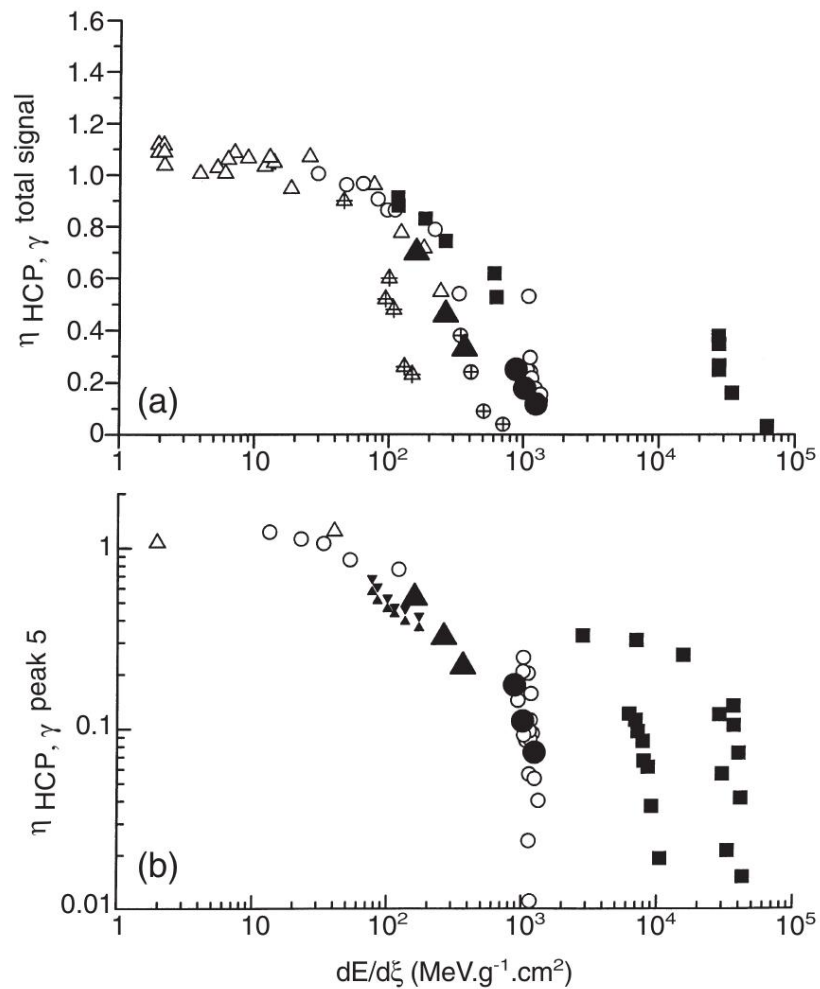 1.6
1.4
1.2
1.0
0.8
0.6
0.4
0.2
0
η HCP, γ total signal
(a)
1 10 10² 10³ 10⁴ 10⁵
1
0.1
0.01
η HCP, γ peak 5
(b)
1 10 10² 10³ 10⁴ 10⁵
dE/dξ (MeV.g⁻¹.cm²)